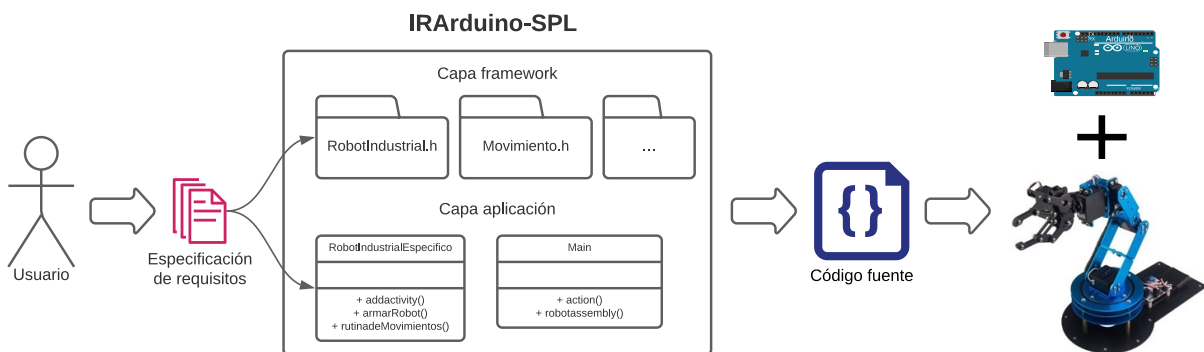 IRArduino-SPL
Capa framework
RobotIndustrial.h
Movimiento.h
...
Capa aplicación
RobotIndustrialEspecifico
+ addactivity()
+ armarRobot()
+ rutinadeMovimientos()
Main
+ action()
+ robotassembly()
Usuario
Especificación
de requisitos
{ }
Código fuente
Arduino
UNO
POWER
+